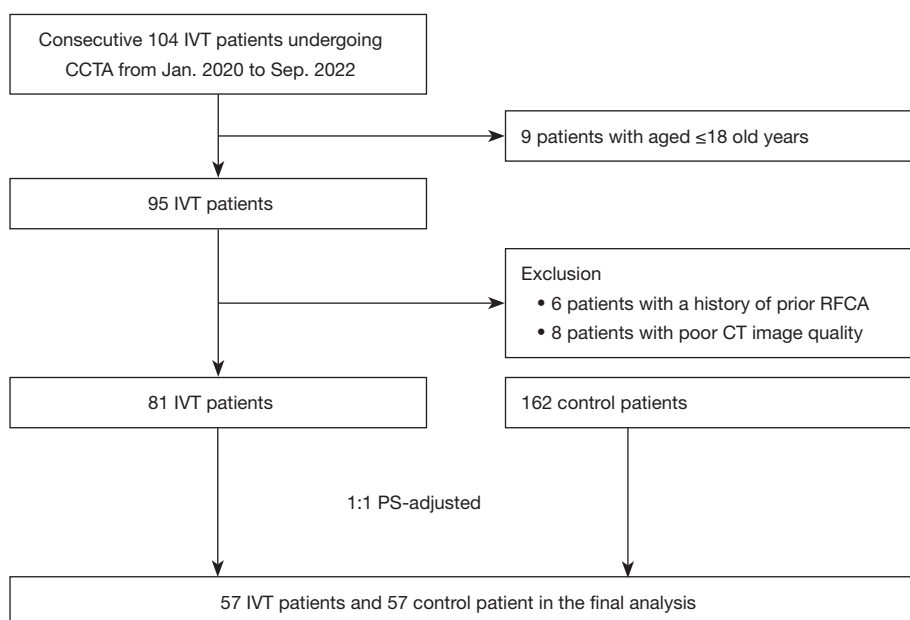 Consecutive 104 IVT patients undergoing
CCTA from Jan. 2020 to Sep. 2022
9 patients with aged ≤18 old years
95 IVT patients
Exclusion
• 6 patients with a history of prior RFCA
• 8 patients with poor CT image quality
81 IVT patients
162 control patients
1:1 PS-adjusted
57 IVT patients and 57 control patient in the final analysis